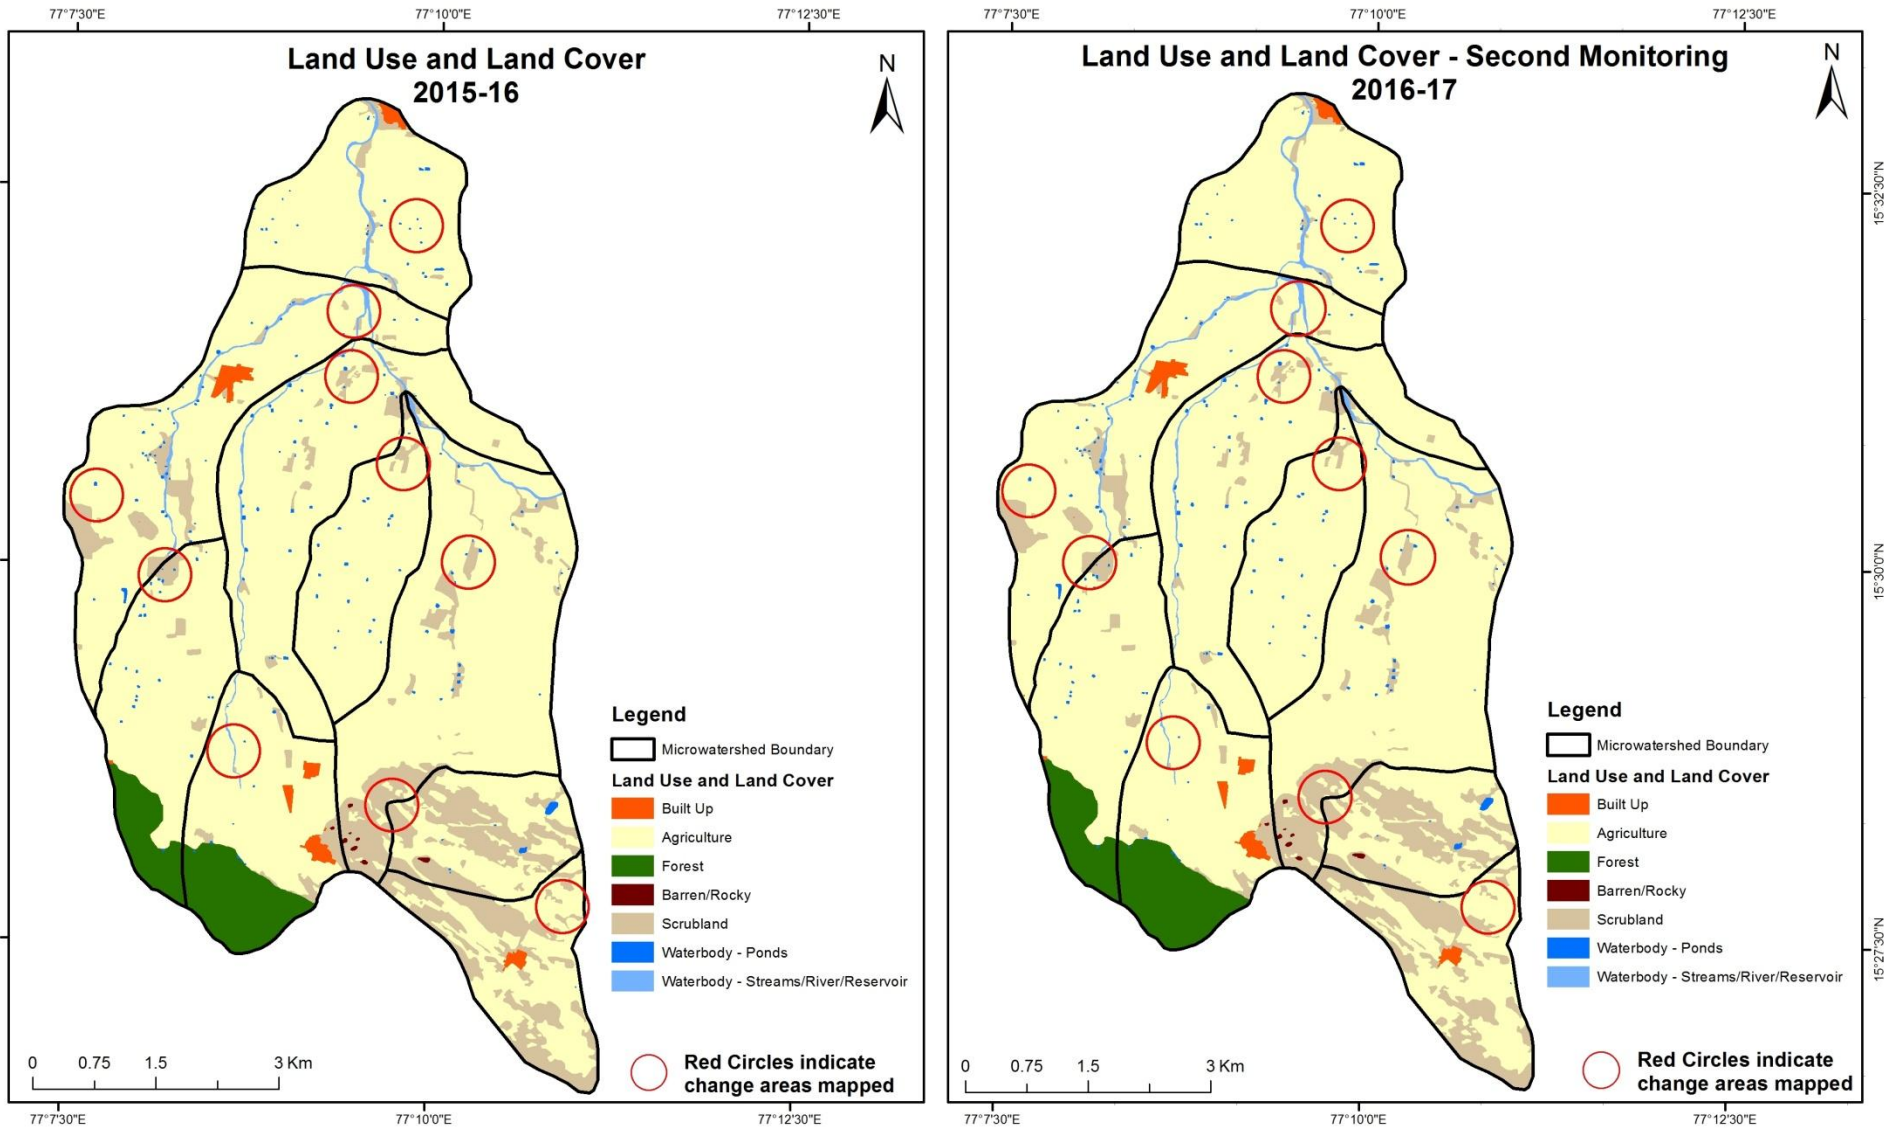 77°7'30"E
77°10'0"E
77°12'30"E
77°7'30"E
77°10'0"E
77°12'30"E
Land Use and Land Cover
2015-16
N
Legend
Microwatershed Boundary
Land Use and Land Cover
Built Up
Agriculture
Forest
Barren/Rocky
Scrubland
Waterbody - Ponds
Waterbody - Streams/River/Reservoir
0 0.75 1.5 3 Km
Red Circles indicate
change areas mapped
77°7'30"E
77°10'0"E
77°12'30"E
Land Use and Land Cover - Second Monitoring
2016-17
N
15°32'30"N
15°30'0"N
15°27'30"N
Legend
Microwatershed Boundary
Land Use and Land Cover
Built Up
Agriculture
Forest
Barren/Rocky
Scrubland
Waterbody - Ponds
Waterbody - Streams/River/Reservoir
0 0.75 1.5 3 Km
Red Circles indicate
change areas mapped
77°7'30"E
77°10'0"E
77°12'30"E